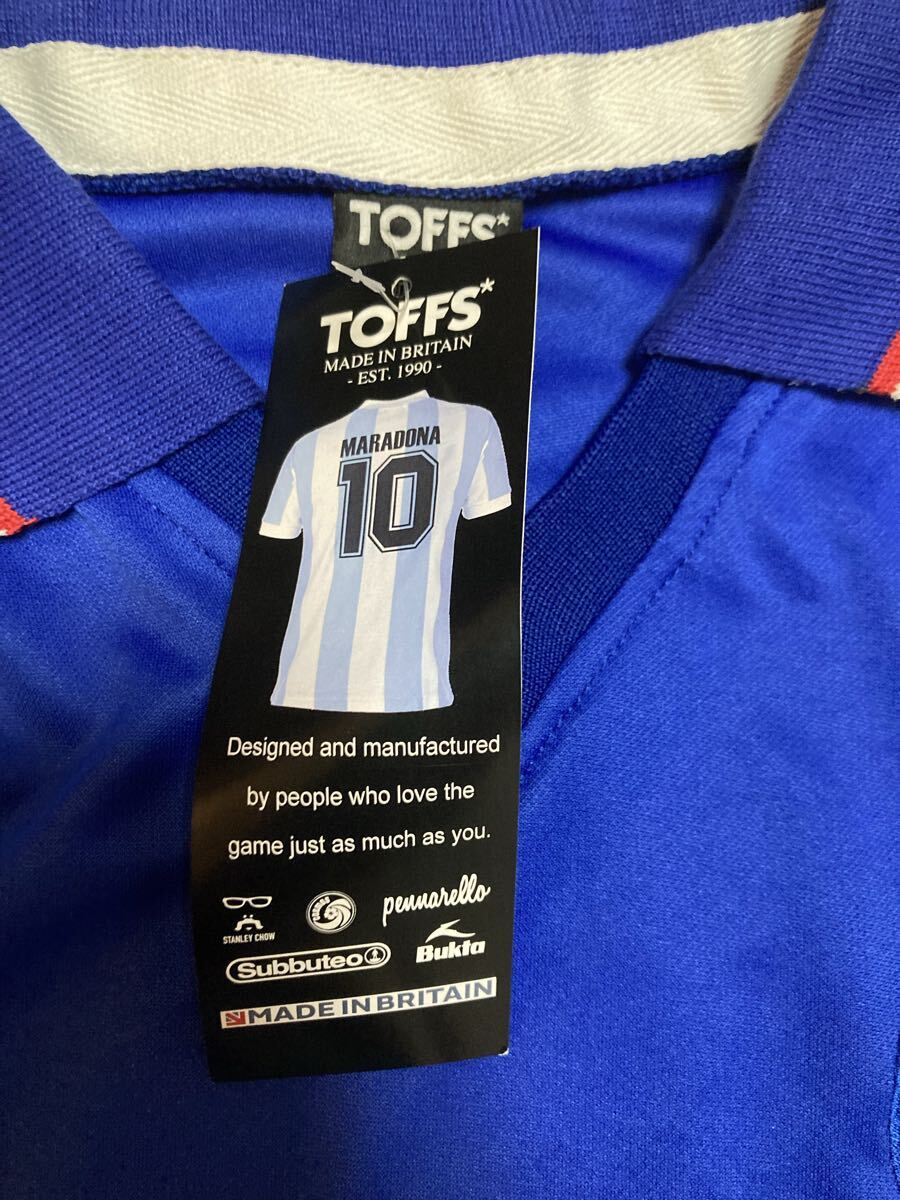 TOFFS*
TOFFS*
MADE IN BRITAIN
- EST. 1990 -
MARADONA
10
Designed and manufactured
by people who love the
game just as much as you.
STANLEY CHOW
COSMOS
pennarello
Subbuteo
Bukta
MADE IN BRITAIN